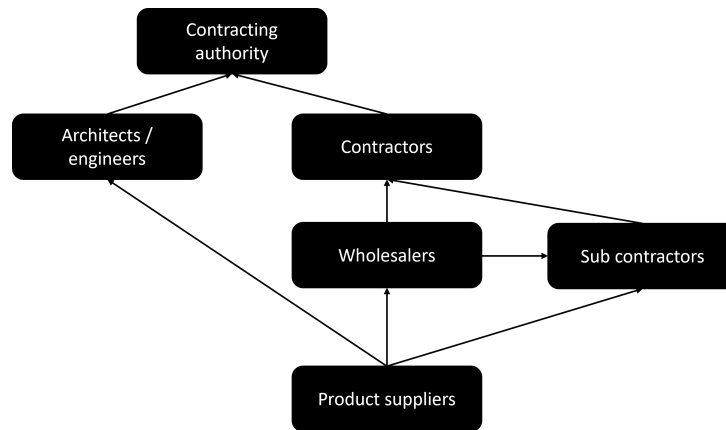 Contracting
authority
Architects /
engineers
Contractors
Wholesalers
Sub contractors
Product suppliers